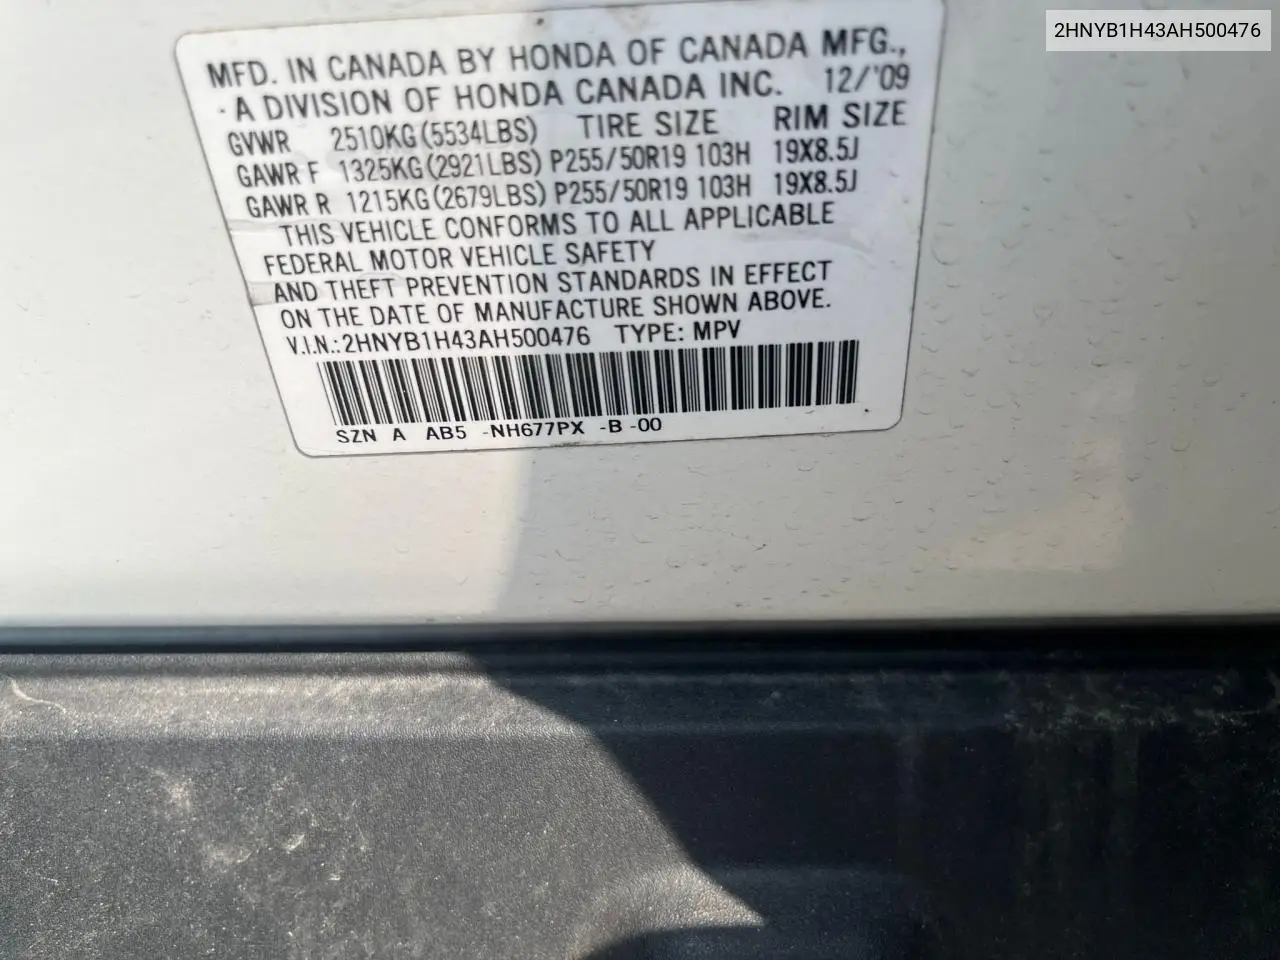 2HNYB1H43AH500476
MFD. IN CANADA BY HONDA OF CANADA MFG.,
A DIVISION OF HONDA CANADA INC. 12/'09
GVWR 2510KG(5534LBS) TIRE SIZE RIM SIZE
GAWR F 1325KG(2921LBS) P255/50R19 103H 19X8.5J
GAWR R 1215KG(2679LBS) P255/50R19 103H 19X8.5J
THIS VEHICLE CONFORMS TO ALL APPLICABLE
FEDERAL MOTOR VEHICLE SAFETY
AND THEFT PREVENTION STANDARDS IN EFFECT
ON THE DATE OF MANUFACTURE SHOWN ABOVE.
V.I.N.:2HNYB1H43AH500476 TYPE: MPV
SZN A AB5 -NH677PX -B -00